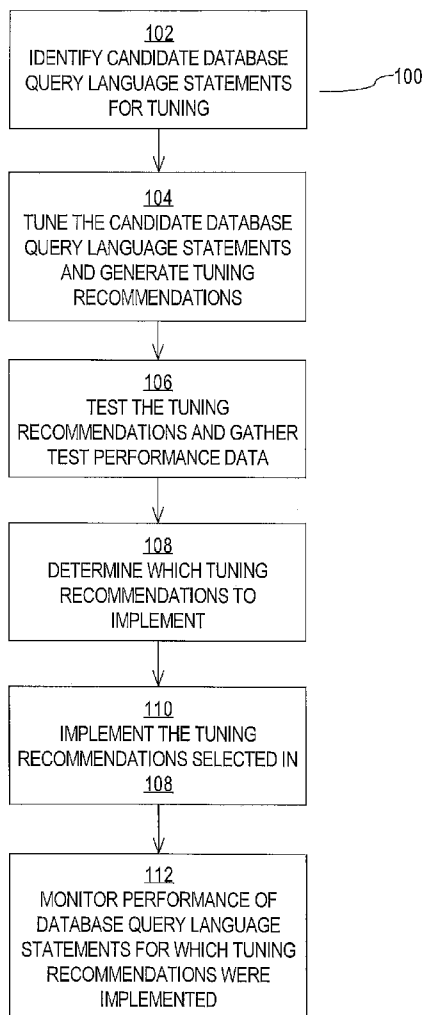 102
IDENTIFY CANDIDATE DATABASE
QUERY LANGUAGE STATEMENTS
FOR TUNING
100
104
TUNE THE CANDIDATE DATABASE
QUERY LANGUAGE STATEMENTS
AND GENERATE TUNING
RECOMMENDATIONS
106
TEST THE TUNING
RECOMMENDATIONS AND GATHER
TEST PERFORMANCE DATA
108
DETERMINE WHICH TUNING
RECOMMENDATIONS TO
IMPLEMENT
110
IMPLEMENT THE TUNING
RECOMMENDATIONS SELECTED IN
108
112
MONITOR PERFORMANCE OF
DATABASE QUERY LANGUAGE
STATEMENTS FOR WHICH TUNING
RECOMMENDATIONS WERE
IMPLEMENTED